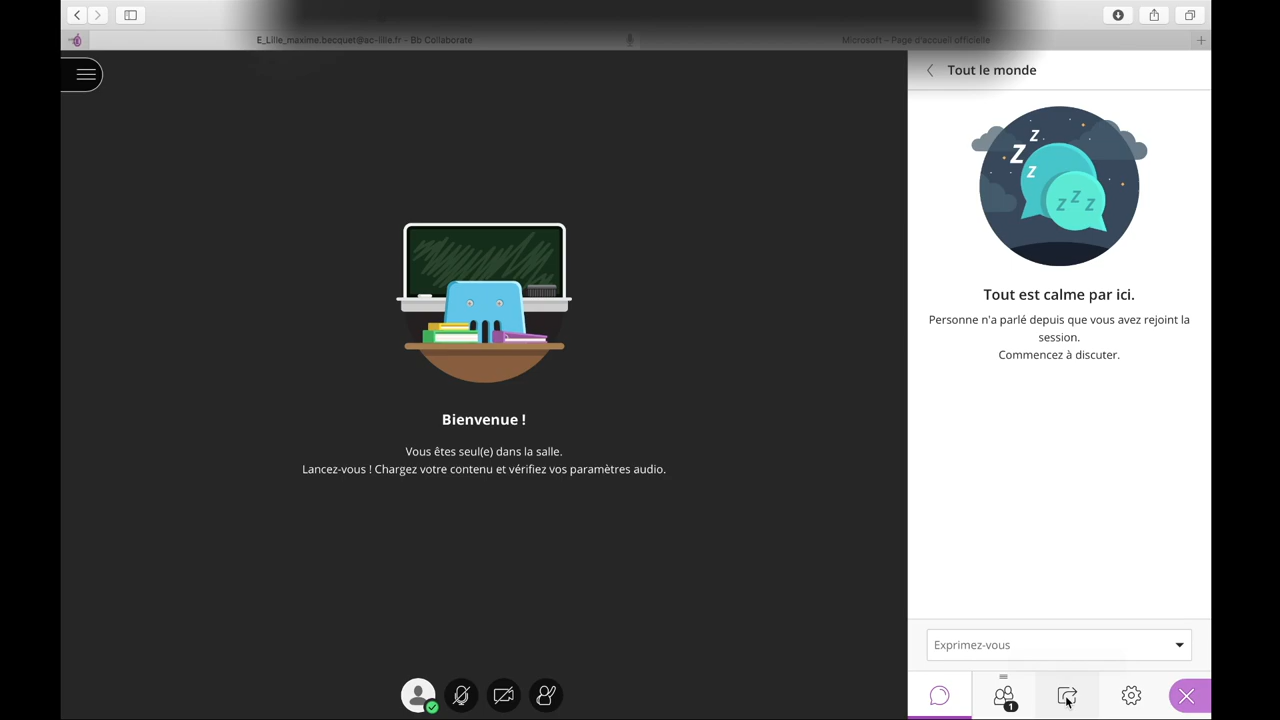 E_Lille_maxime.becquet@ac-lille.fr - Bb Collaborate
Microsoft – Page d'accueil officielle
Tout le monde
Z
Z
Z
Z Z Z
Tout est calme par ici.
Personne n'a parlé depuis que vous avez rejoint la
session.
Commencez à discuter.
Bienvenue !
Vous êtes seul(e) dans la salle.
Lancez-vous ! Chargez votre contenu et vérifiez vos paramètres audio.
Exprimez-vous
1